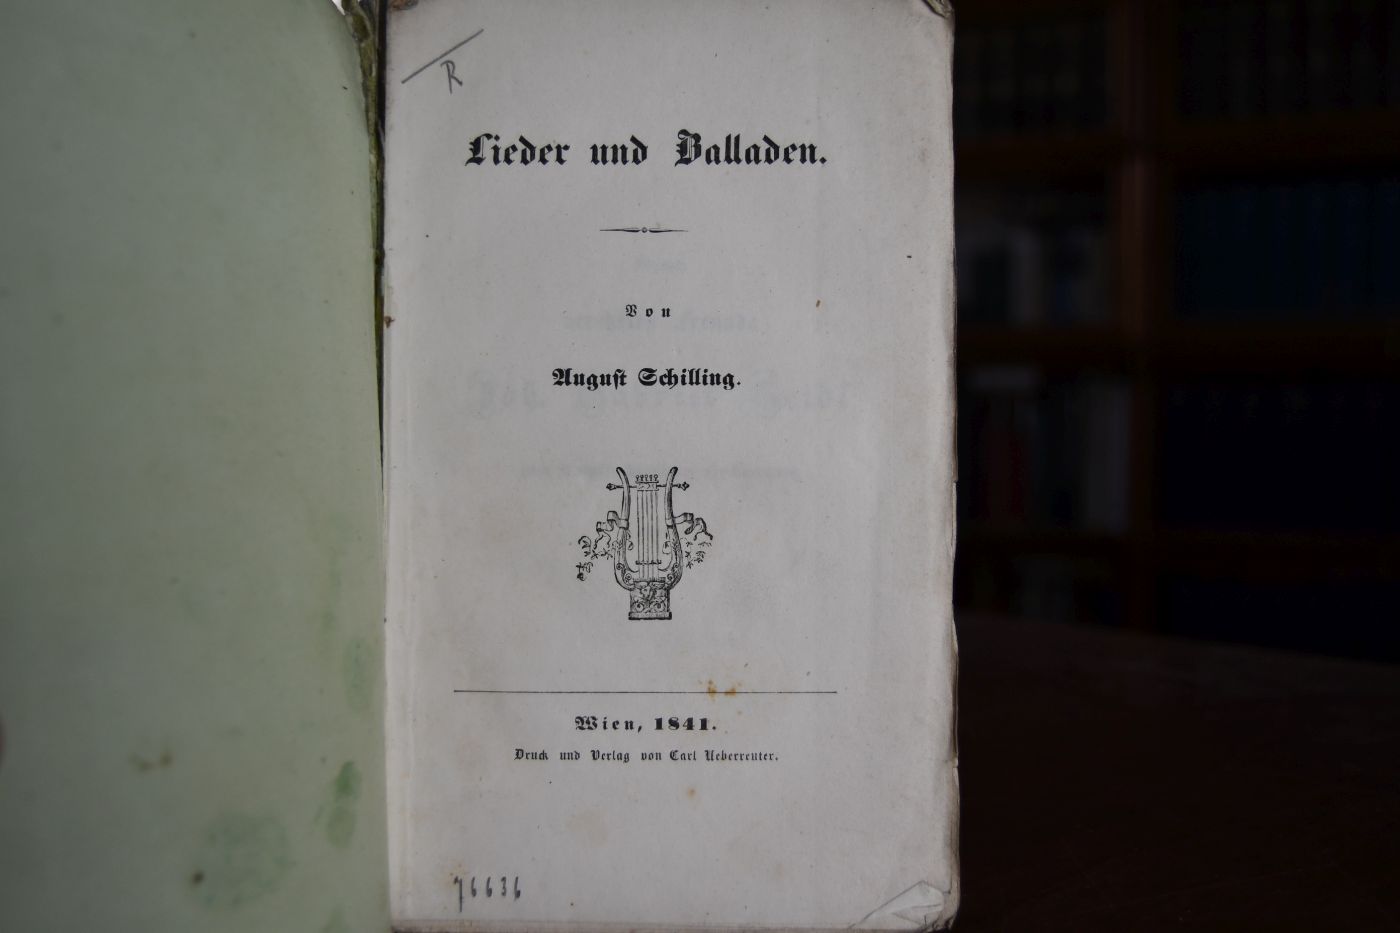 R
Lieder und Balladen.
Von
August Schilling.
Wien, 1841.
Druck und Verlag von Carl Ueberreuter.
76636